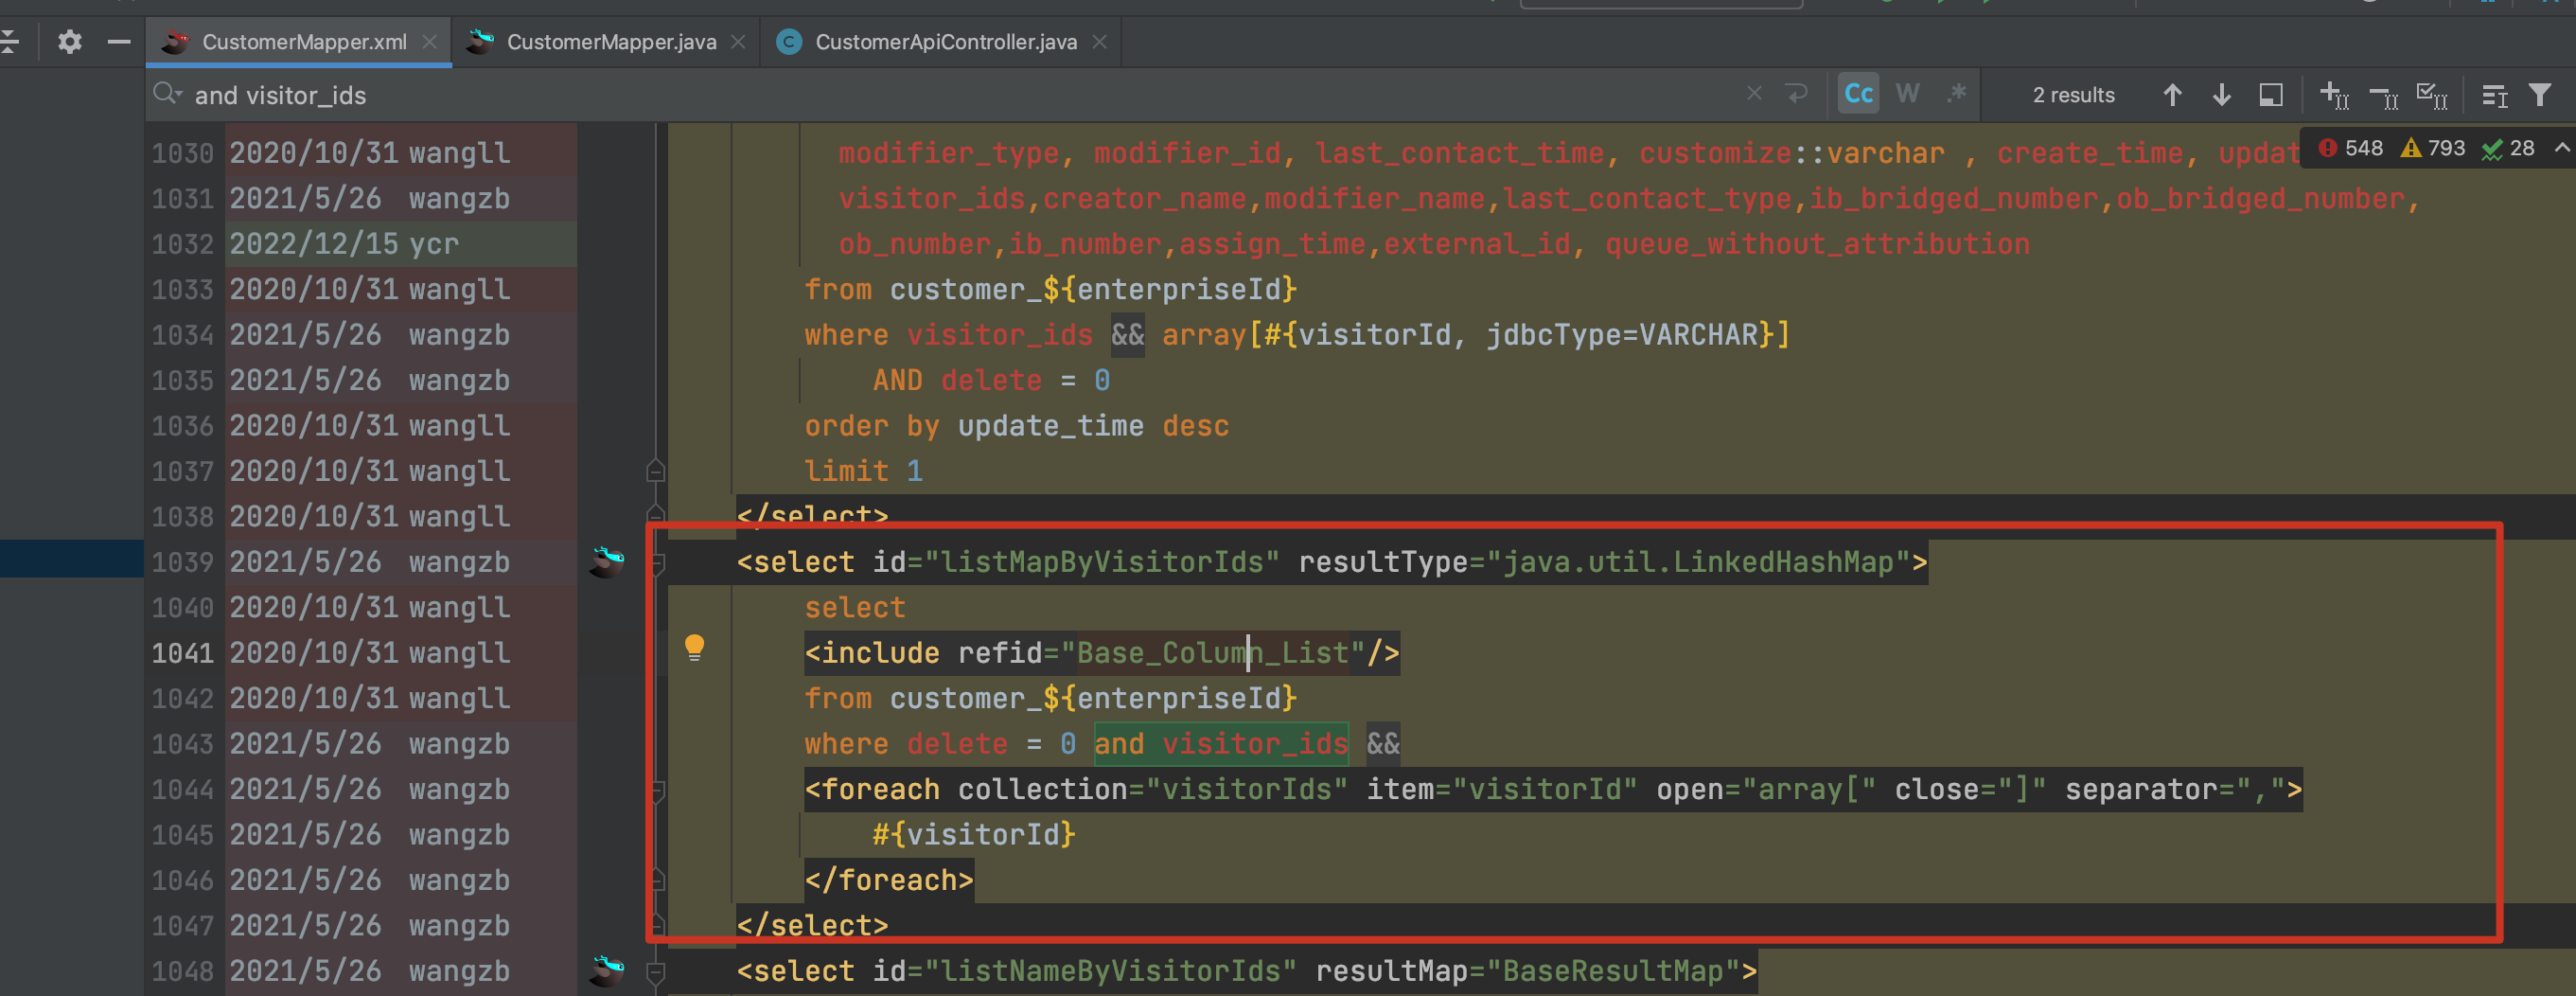 CustomerMapper.xml CustomerMapper.java CustomerApiController.java
and visitor_ids Cc W .* 2 results
1030 2020/10/31 wangll modifier_type, modifier_id, last_contact_time, customize::varchar , create_time, updat 548 793 28
1031 2021/5/26 wangzb visitor_ids,creator_name,modifier_name,last_contact_type,ib_bridged_number,ob_bridged_number,
1032 2022/12/15 ycr ob_number,ib_number,assign_time,external_id, queue_without_attribution
1033 2020/10/31 wangll from customer_${enterpriseId}
1034 2021/5/26 wangzb where visitor_ids && array[#{visitorId, jdbcType=VARCHAR}]
1035 2021/5/26 wangzb AND delete = 0
1036 2020/10/31 wangll order by update_time desc
1037 2020/10/31 wangll limit 1
1038 2020/10/31 wangll </select>
1039 2021/5/26 wangzb <select id="listMapByVisitorIds" resultType="java.util.LinkedHashMap">
1040 2020/10/31 wangll select
1041 2020/10/31 wangll <include refid="Base_Column_List"/>
1042 2020/10/31 wangll from customer_${enterpriseId}
1043 2021/5/26 wangzb where delete = 0 and visitor_ids &&
1044 2021/5/26 wangzb <foreach collection="visitorIds" item="visitorId" open="array[" close="]" separator=",">
1045 2021/5/26 wangzb #{visitorId}
1046 2021/5/26 wangzb </foreach>
1047 2021/5/26 wangzb </select>
1048 2021/5/26 wangzb <select id="listNameByVisitorIds" resultMap="BaseResultMap">